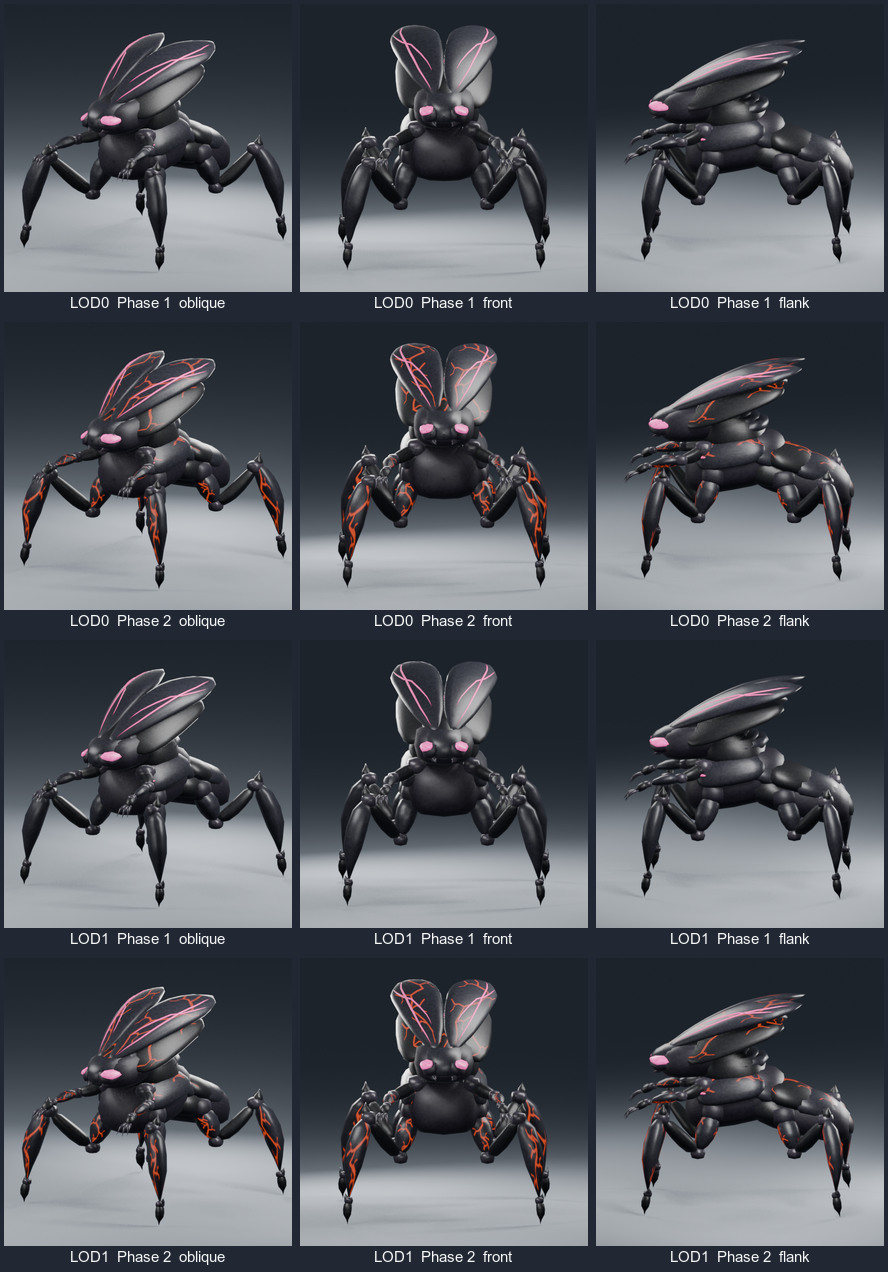 LOD0 Phase 1 oblique
LOD0 Phase 1 front
LOD0 Phase 1 flank
LOD0 Phase 2 oblique
LOD0 Phase 2 front
LOD0 Phase 2 flank
LOD1 Phase 1 oblique
LOD1 Phase 1 front
LOD1 Phase 1 flank
LOD1 Phase 2 oblique
LOD1 Phase 2 front
LOD1 Phase 2 flank